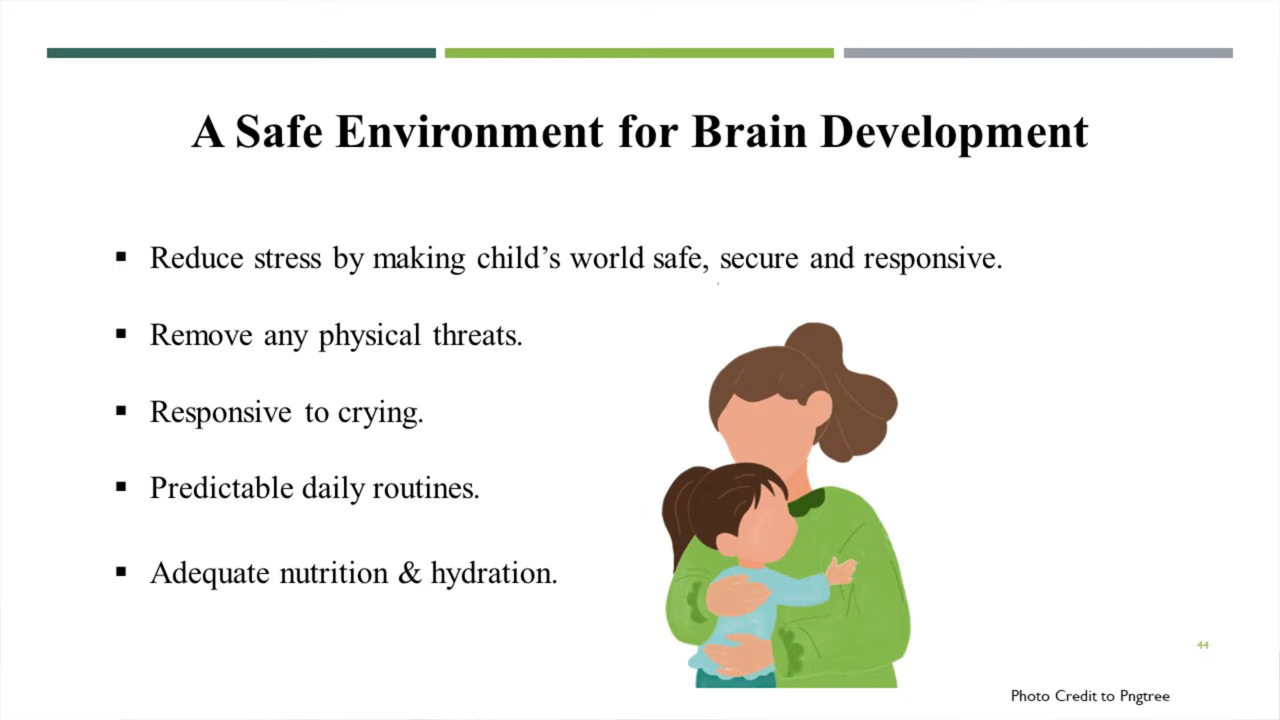 A Safe Environment for Brain Development
▪ Reduce stress by making child’s world safe, secure and responsive.
▪ Remove any physical threats.
▪ Responsive to crying.
▪ Predictable daily routines.
▪ Adequate nutrition & hydration.
44
Photo Credit to Pngtree